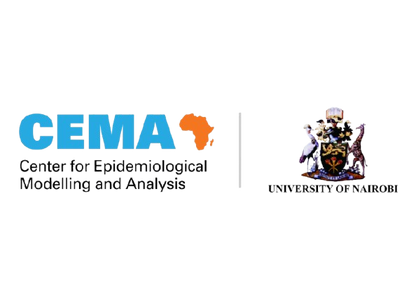 CEMA
Center for Epidemiological
Modelling and Analysis
UNIVERSITY OF NAIROBI